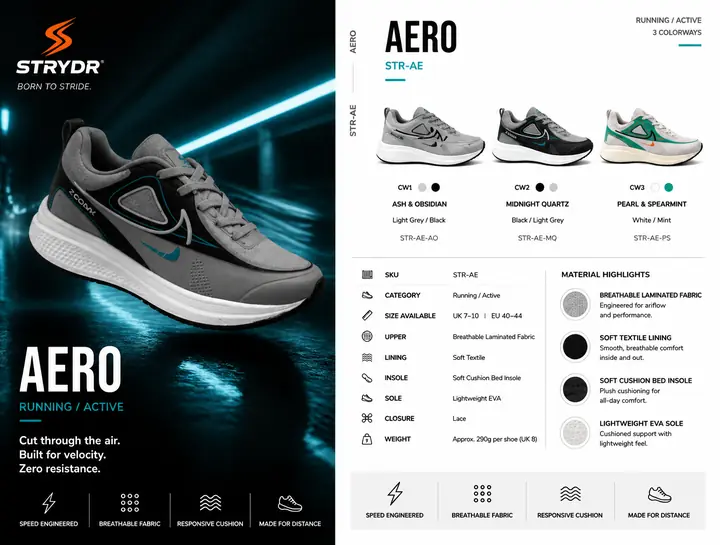 STRYDR®
BORN TO STRIDE.
AERO
RUNNING / ACTIVE
Cut through the air.
Built for velocity.
Zero resistance.
SPEED ENGINEERED
BREATHABLE FABRIC
RESPONSIVE CUSHION
MADE FOR DISTANCE
AERO
STR-AE
AERO
STR-AE
RUNNING / ACTIVE
3 COLORWAYS
CW1
ASH & OBSIDIAN
Light Grey / Black
STR-AE-AO
CW2
MIDNIGHT QUARTZ
Black / Light Grey
STR-AE-MQ
CW3
PEARL & SPEARMINT
White / Mint
STR-AE-PS
SKU STR-AE
CATEGORY Running / Active
SIZE AVAILABLE UK 7–10 | EU 40–44
UPPER Breathable Laminated Fabric
LINING Soft Textile
INSOLE Soft Cushion Bed Insole
SOLE Lightweight EVA
CLOSURE Lace
WEIGHT Approx. 290g per shoe (UK 8)
MATERIAL HIGHLIGHTS
BREATHABLE LAMINATED FABRIC
Engineered for airflow
and performance.
SOFT TEXTILE LINING
Smooth, breathable comfort
inside and out.
SOFT CUSHION BED INSOLE
Plush cushioning for
all-day comfort.
LIGHTWEIGHT EVA SOLE
Cushioned support with
lightweight feel.
SPEED ENGINEERED
BREATHABLE FABRIC
RESPONSIVE CUSHION
MADE FOR DISTANCE